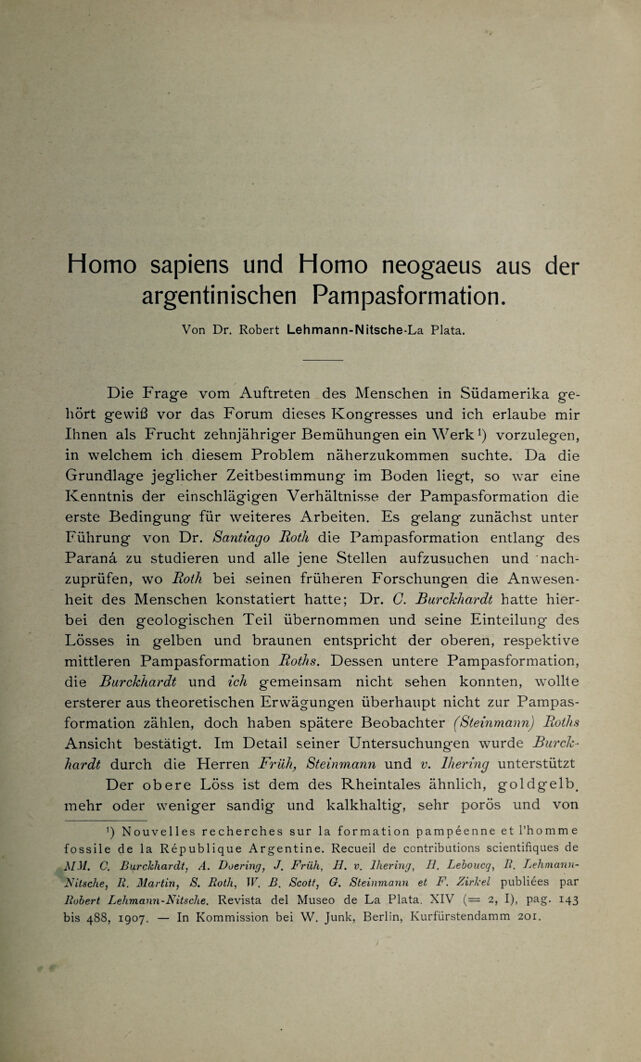 Homo sapiens und Homo neogaeus aus der
argentinischen Pampasformation.
Von Dr. Robert Lehmann-Nitsche-La Plata.
Die Frage vom Auftreten des Menschen in Südamerika ge-
hört gewiß vor das Forum dieses Kongresses und ich erlaube mir
Ihnen als Frucht zehnjähriger Bemühungen ein Werk¹) vorzulegen,
in welchem ich diesem Problem näherzukommen suchte. Da die
Grundlage jeglicher Zeitbestimmung im Boden liegt, so war eine
Kenntnis der einschlägigen Verhältnisse der Pampasformation die
erste Bedingung für weiteres Arbeiten. Es gelang zunächst unter
Führung von Dr. Santiago Roth die Pampasformation entlang des
Paraná zu studieren und alle jene Stellen aufzusuchen und nach-
zuprüfen, wo Roth bei seinen früheren Forschungen die Anwesen-
heit des Menschen konstatiert hatte; Dr. C. Burckhardt hatte hier-
bei den geologischen Teil übernommen und seine Einteilung des
Lösses in gelben und braunen entspricht der oberen, respektive
mittleren Pampasformation Roths. Dessen untere Pampasformation,
die Burckhardt und ich gemeinsam nicht sehen konnten, wollte
ersterer aus theoretischen Erwägungen überhaupt nicht zur Pampas-
formation zählen, doch haben spätere Beobachter (Steinmann) Roths
Ansicht bestätigt. Im Detail seiner Untersuchungen wurde Burck-
hardt durch die Herren Früh, Steinmann und v. Ihering unterstützt
Der obere Löss ist dem des Rheintales ähnlich, goldgelb,
mehr oder weniger sandig und kalkhaltig, sehr porös und von
¹) Nouvelles recherches sur la formation pampéenne et l'homme
fossile de la République Argentine. Recueil de contributions scientifiques de
MM. C. Burckhardt, A. Doering, J. Früh, H. v. Ihering, H. Leboucq, R. Lehmann-
Nitsche, R. Martin, S. Roth, W. B. Scott, G. Steinmann et F. Zirkel publiées par
Robert Lehmann-Nitsche. Revista del Museo de La Plata. XIV (= 2, I), pag. 143
bis 488, 1907. — In Kommission bei W. Junk, Berlin, Kurfürstendamm 201.